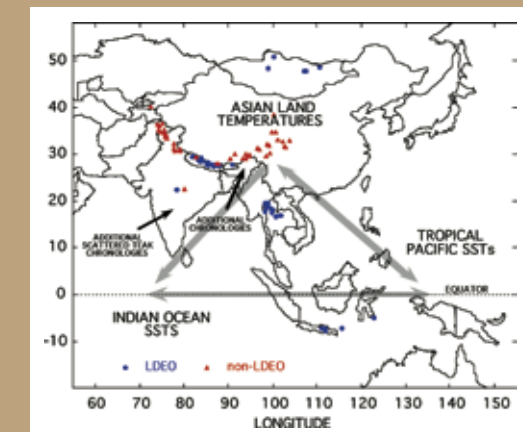 50
40
30
20
10
0
-10
ASIAN LAND
TEMPERATURES
ADDITIONAL
SCATTERED TEAK
CHRONOLOGIES
ADDITIONAL
CHRONOLOGIES
TROPICAL
PACIFIC SSTs
EQUATOR
INDIAN OCEAN
SSTS
LDEO non-LDEO
60 70 80 90 100 110 120 130 140 150
LONGITUDE